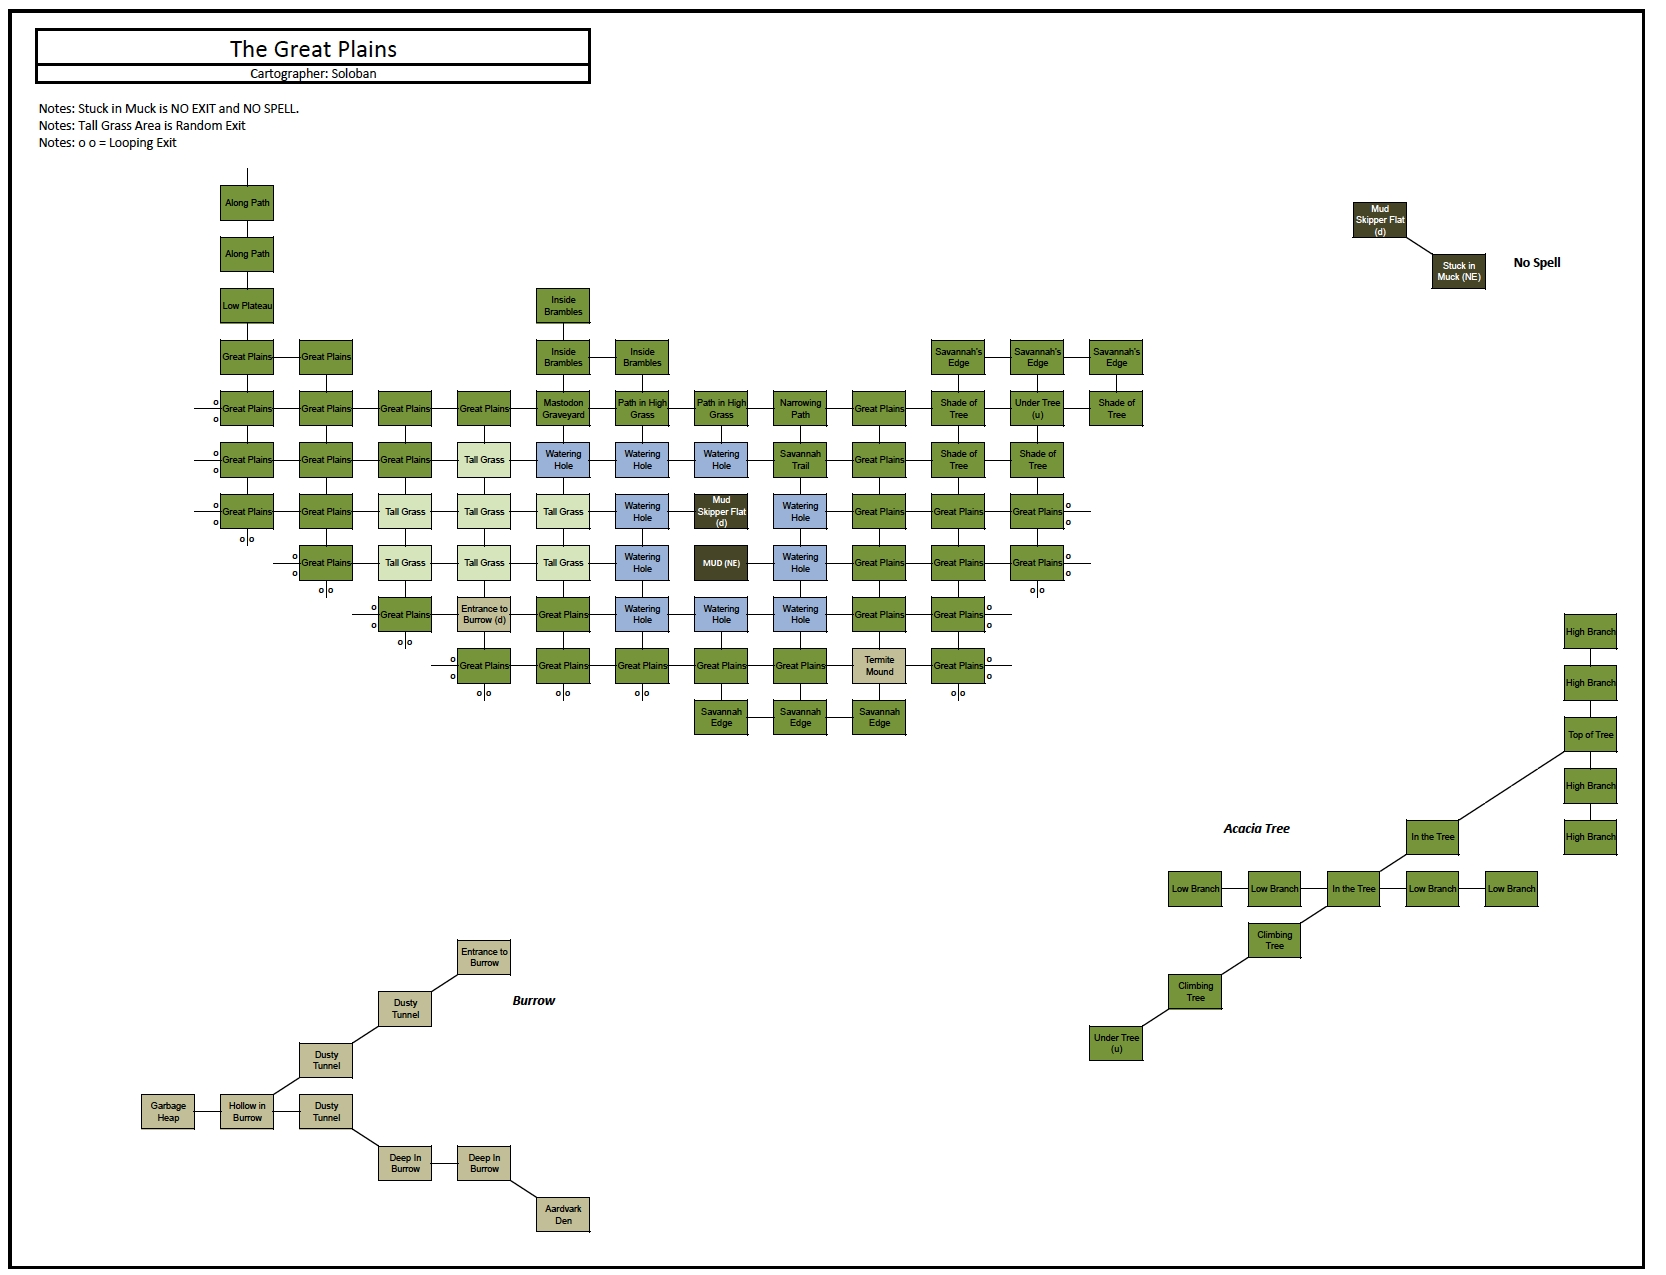 The Great Plains
Cartographer: Soloban
Notes: Stuck in Muck is NO EXIT and NO SPELL.
Notes: Tall Grass Area is Random Exit
Notes: o o = Looping Exit
Along Path
Mud
Skipper Flat
(d)
Along Path
Stuck in
Muck (NE)
No Spell
Low Plateau
Inside
Brambles
Great Plains
Great Plains
Inside
Brambles
Inside
Brambles
Savannah's
Edge
Savannah's
Edge
Savannah's
Edge
o
o
Great Plains
Great Plains
Great Plains
Great Plains
Mastodon
Graveyard
Path in High
Grass
Path in High
Grass
Narrowing
Path
Great Plains
Shade of
Tree
Under Tree
(u)
Shade of
Tree
o
o
Great Plains
Great Plains
Great Plains
Tall Grass
Watering
Hole
Watering
Hole
Watering
Hole
Savannah
Trail
Great Plains
Shade of
Tree
Shade of
Tree
o
o
Great Plains
Great Plains
Tall Grass
Tall Grass
Tall Grass
Watering
Hole
Mud
Skipper Flat
(d)
Watering
Hole
Great Plains
Great Plains
Great Plains
o
o
o o
o
o
Great Plains
Tall Grass
Tall Grass
Tall Grass
Watering
Hole
MUD (NE)
Watering
Hole
Great Plains
Great Plains
Great Plains
o
o
o o
o o
o
o
Great Plains
Entrance to
Burrow (d)
Great Plains
Watering
Hole
Watering
Hole
Watering
Hole
Great Plains
Great Plains
o
o
o o
o
o
Great Plains
Great Plains
Great Plains
Great Plains
Great Plains
Termite
Mound
Great Plains
o
o
o o
o o
o o
o o
Savannah
Edge
Savannah
Edge
Savannah
Edge
High Branch
High Branch
Top of Tree
High Branch
Acacia Tree
In the Tree
High Branch
Low Branch
Low Branch
In the Tree
Low Branch
Low Branch
Climbing
Tree
Climbing
Tree
Under Tree
(u)
Entrance to
Burrow
Burrow
Dusty
Tunnel
Dusty
Tunnel
Garbage
Heap
Hollow in
Burrow
Dusty
Tunnel
Deep In
Burrow
Deep In
Burrow
Aardvark
Den